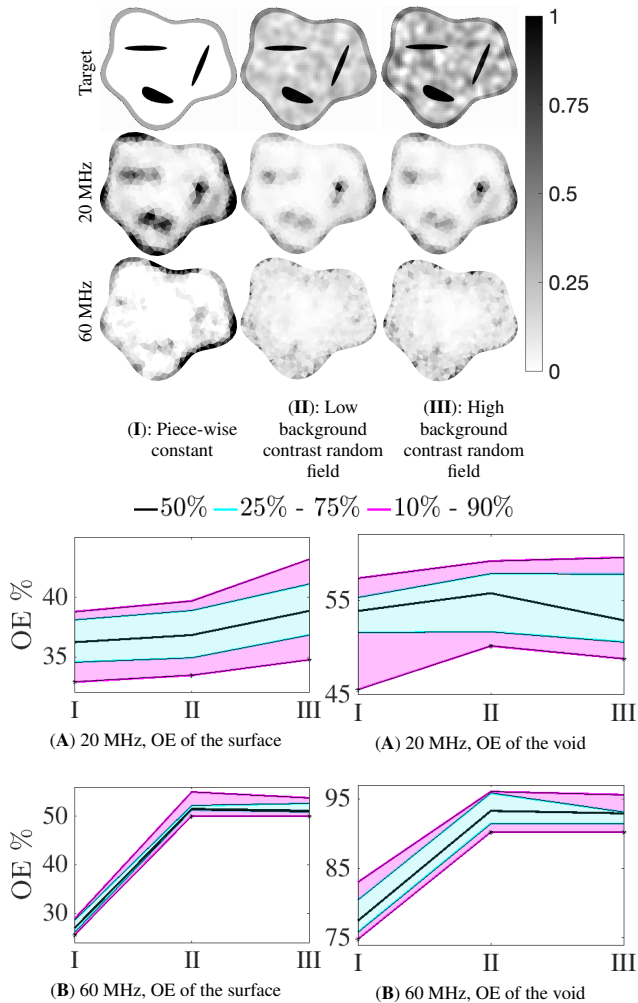 Target
20 MHz
60 MHz
1
0.75
0.5
0.25
0
(I): Piece-wise
constant
(II): Low
background
contrast random
field
(III): High
background
contrast random
field
50% 25% - 75% 10% - 90%
OE %
40
35
I II III
(A) 20 MHz, OE of the surface
55
45
I II III
(A) 20 MHz, OE of the void
OE %
50
40
30
I II III
(B) 60 MHz, OE of the surface
95
85
75
I II III
(B) 60 MHz, OE of the void